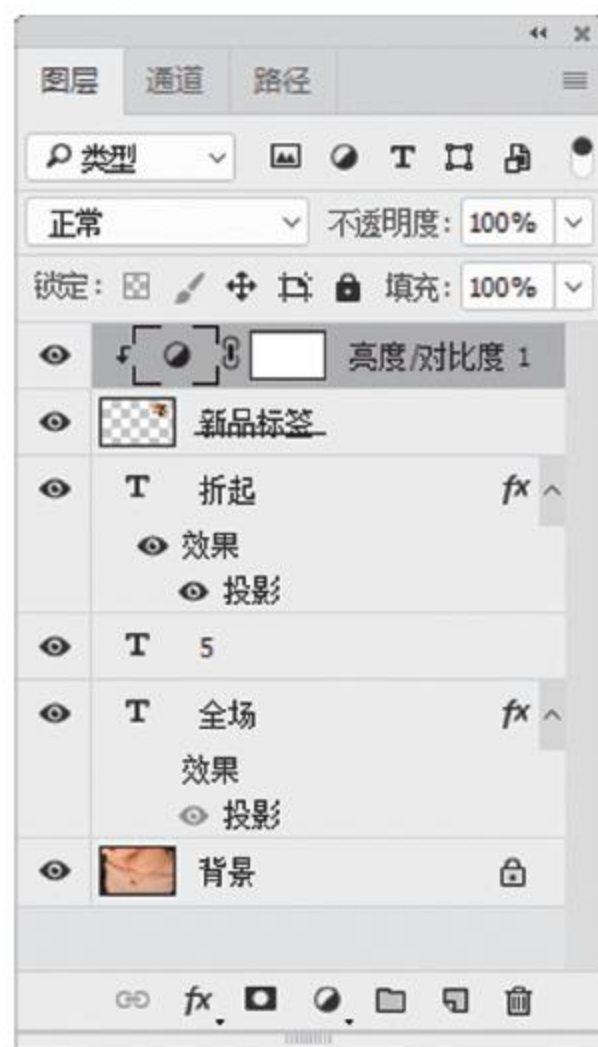 图层 通道 路径
类型
正常 不透明度: 100%
锁定: 填充: 100%
亮度/对比度 1
新品标签
T 折起 fx
效果
投影
T 5
T 全场 fx
效果
投影
背景
fx